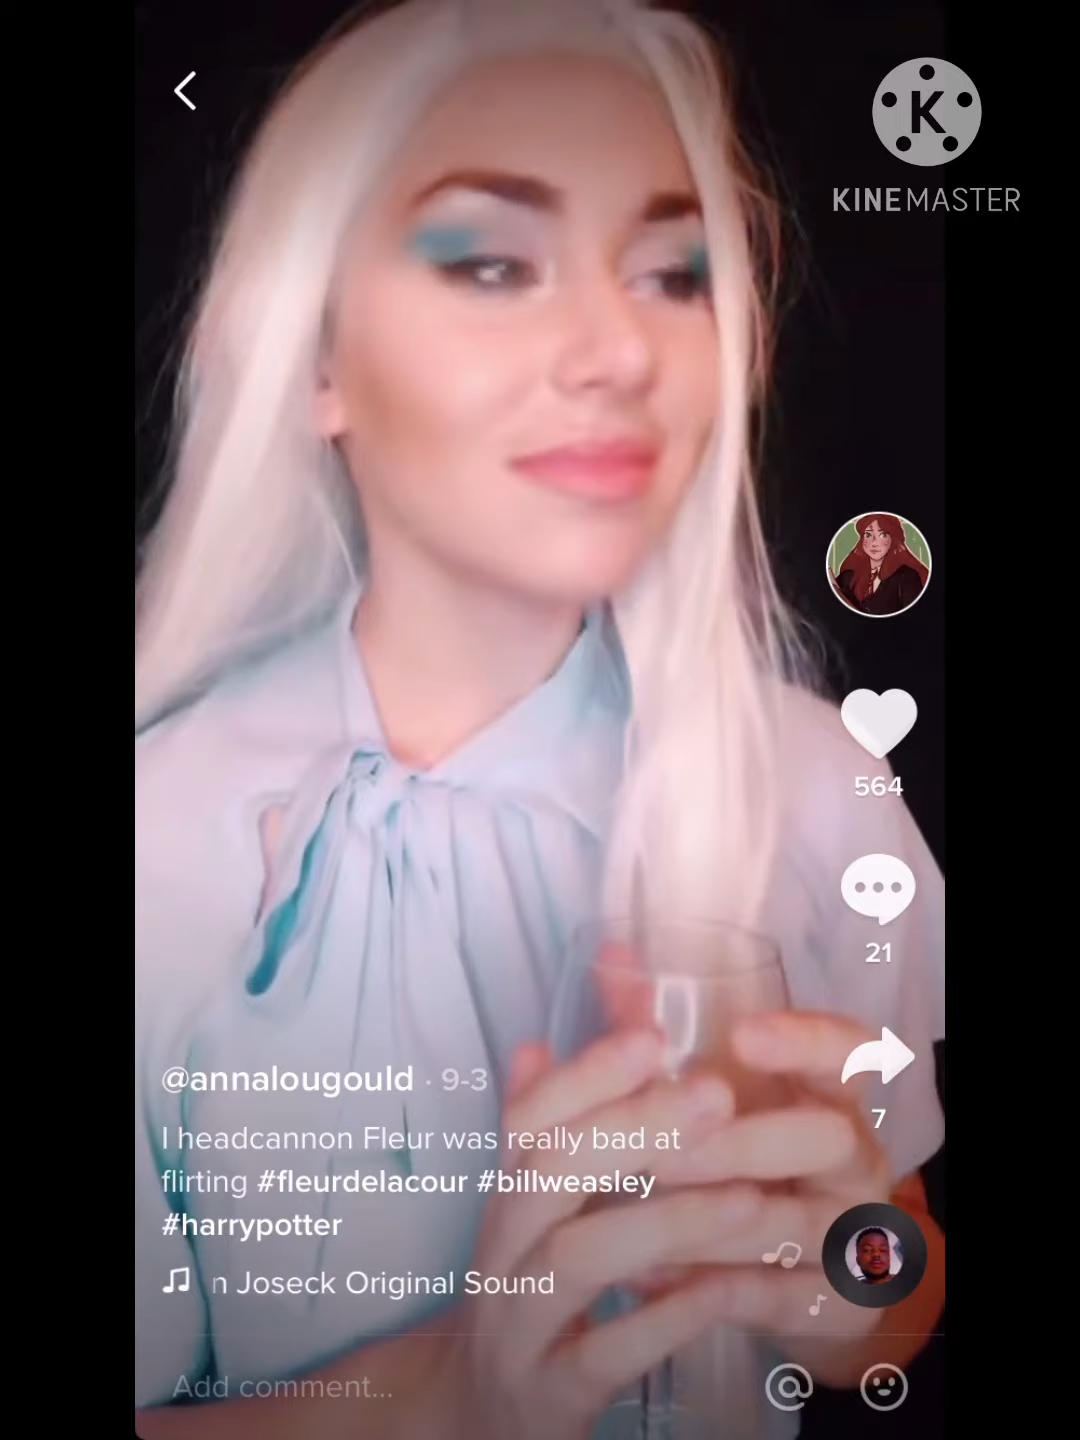 K
KINEMASTER
564
21
7
@annalougould · 9-3
I headcannon Fleur was really bad at
flirting #fleurdelacour #billweasley
#harrypotter
n Joseck Original Sound
Add comment...